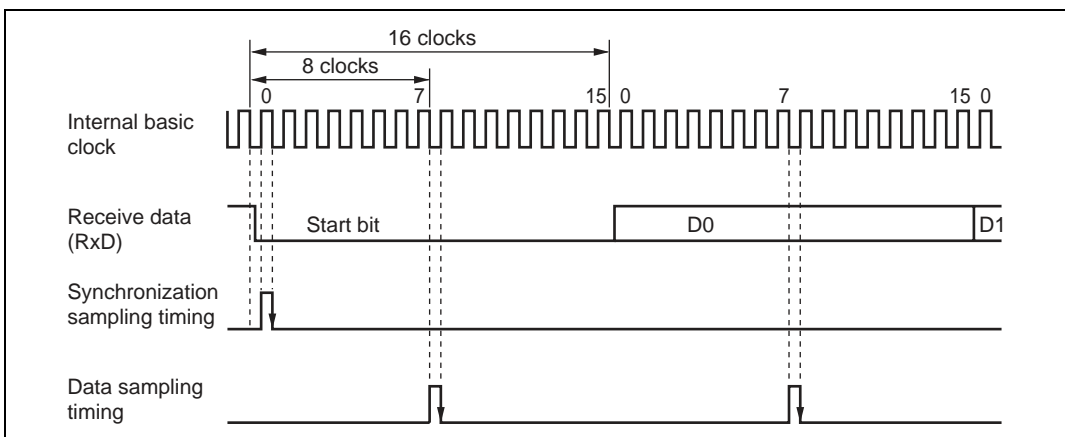 16 clocks
8 clocks
0 7 15 0 7 15 0
Internal basic
clock
Receive data
(RxD)
Start bit D0 D1
Synchronization
sampling timing
Data sampling
timing